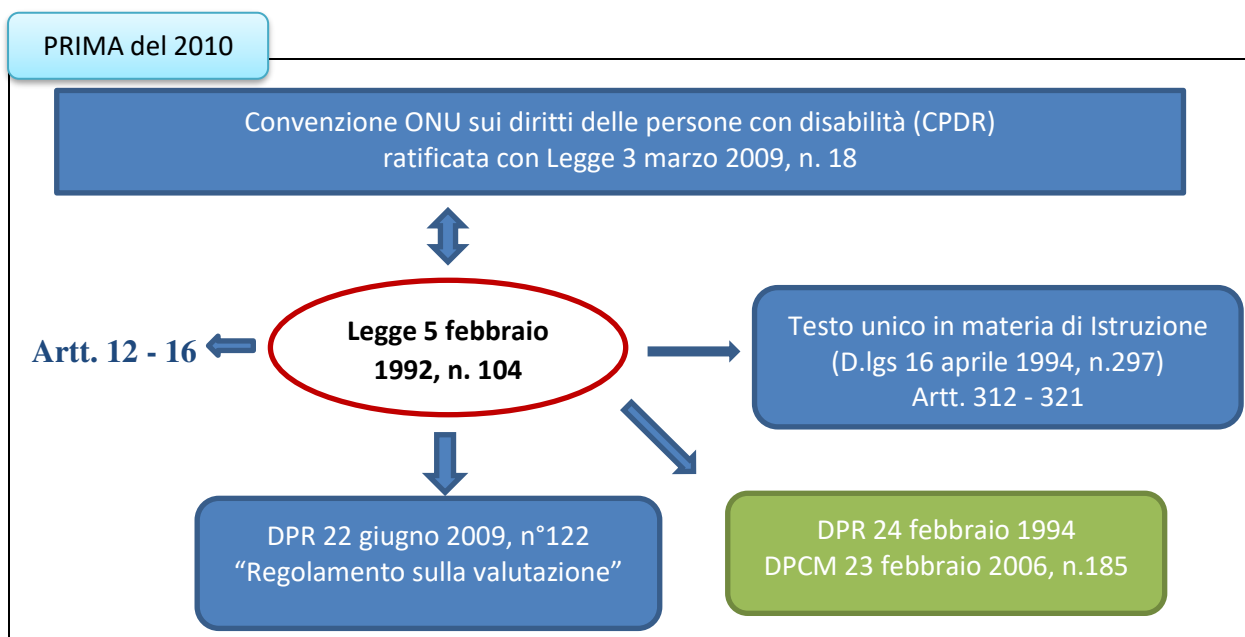 PRIMA del 2010
Convenzione ONU sui diritti delle persone con disabilità (CPDR)
ratificata con Legge 3 marzo 2009, n. 18
Artt. 12 - 16
Legge 5 febbraio
1992, n. 104
Testo unico in materia di Istruzione
(D.lgs 16 aprile 1994, n.297)
Artt. 312 - 321
DPR 22 giugno 2009, n°122
“Regolamento sulla valutazione”
DPR 24 febbraio 1994
DPCM 23 febbraio 2006, n.185